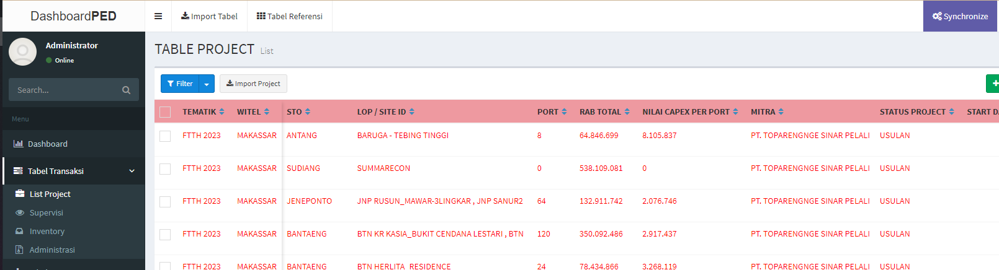 DashboardPED
Import Tabel
Tabel Referensi
Synchronize
Administrator
Online
Search...
Menu
Dashboard
Tabel Transaksi
List Project
Supervisi
Inventory
Administrasi
TABLE PROJECT List
Filter
Import Project
TEMATIK WITEL STO LOP / SITE ID PORT RAB TOTAL NILAI CAPEX PER PORT MITRA STATUS PROJECT START
FTTH 2023 MAKASSAR ANTANG BARUGA - TEBING TINGGI 8 64.846.699 8.105.837 PT. TOPARENGNGE SINAR PELALI USULAN
FTTH 2023 MAKASSAR SUDIANG SUMMARECON 0 538.109.081 0 PT. TOPARENGNGE SINAR PELALI USULAN
FTTH 2023 MAKASSAR JENEPONTO JNP RUSUN_MAWAR-3LINGKAR , JNP SANUR2 64 132.911.742 2.076.746 PT. TOPARENGNGE SINAR PELALI USULAN
FTTH 2023 MAKASSAR BANTAENG BTN KR KASIA_BUKIT CENDANA LESTARI , BTN 120 350.092.486 2.917.437 PT. TOPARENGNGE SINAR PELALI USULAN
FTTH 2023 MAKASSAR BANTAENG BTN HERLITA_RESIDENCE 24 78.434.866 3.268.119 PT. TOPARENGNGE SINAR PELALI USULAN